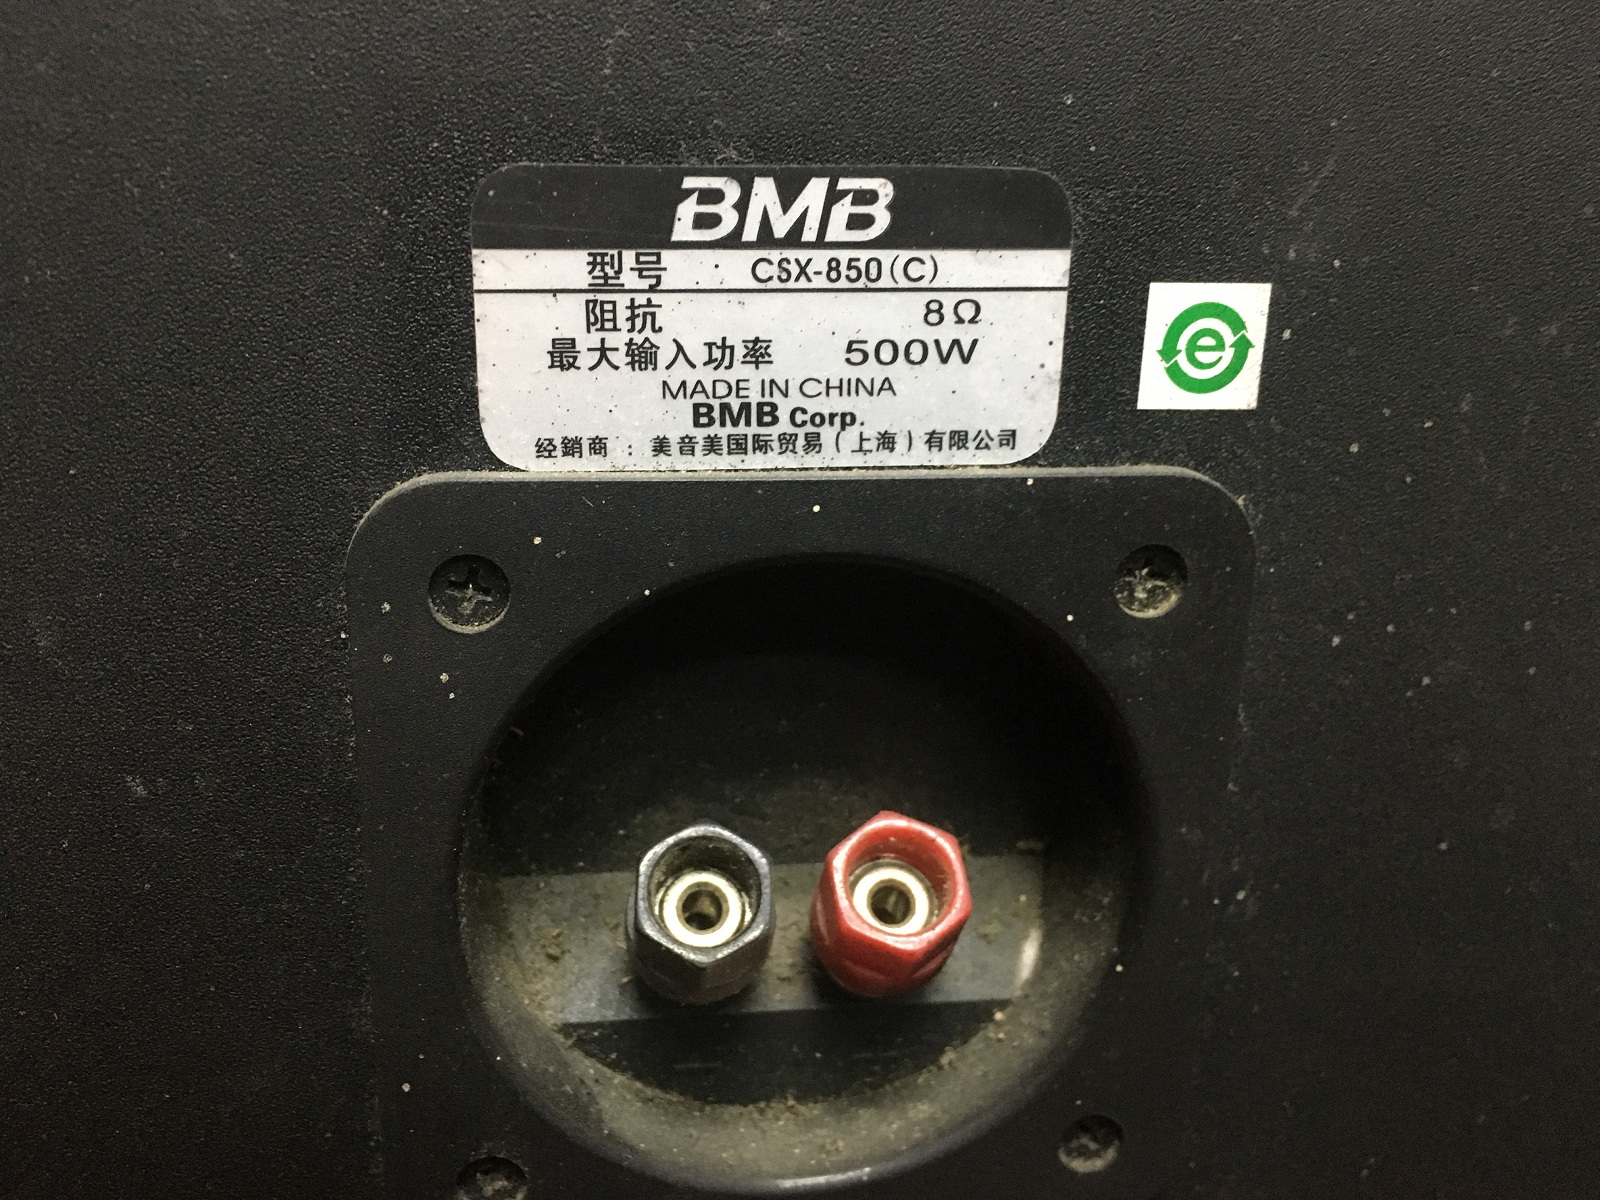 BMB
型号 CSX-850(C)
阻抗 8Ω
最大输入功率 500W
MADE IN CHINA
BMB Corp.
经銷商：美音美国际贸易(上海)有限公司
e